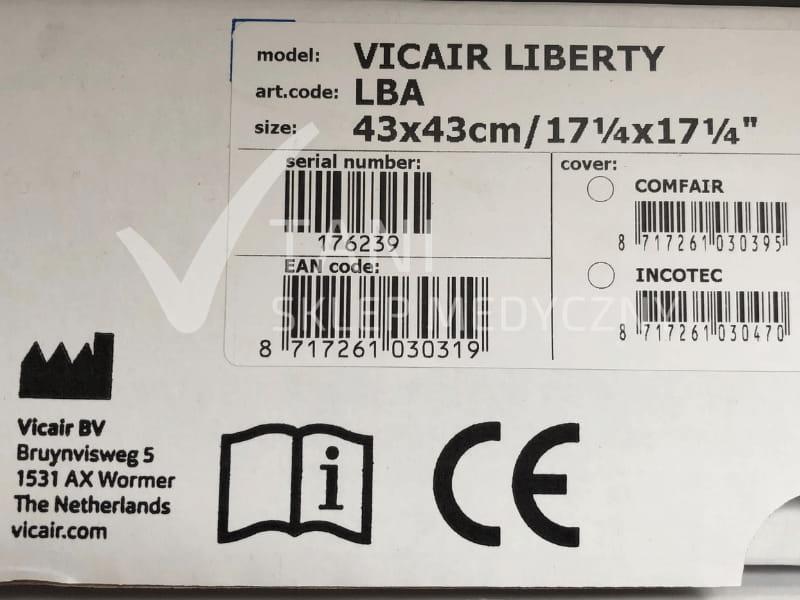 model: VICAIR LIBERTY
art.code: LBA
size: 43x43cm/17¼x17¼"
serial number:
176239
EAN code:
8 717261 030319
cover:
COMFAIR
8 717261 030395
INCOTEC
8 717261 030470
TANI
SKLEP MEDYCZNY
Vicair BV
Bruynvisweg 5
1531 AX Wormer
The Netherlands
vicair.com
i
CE